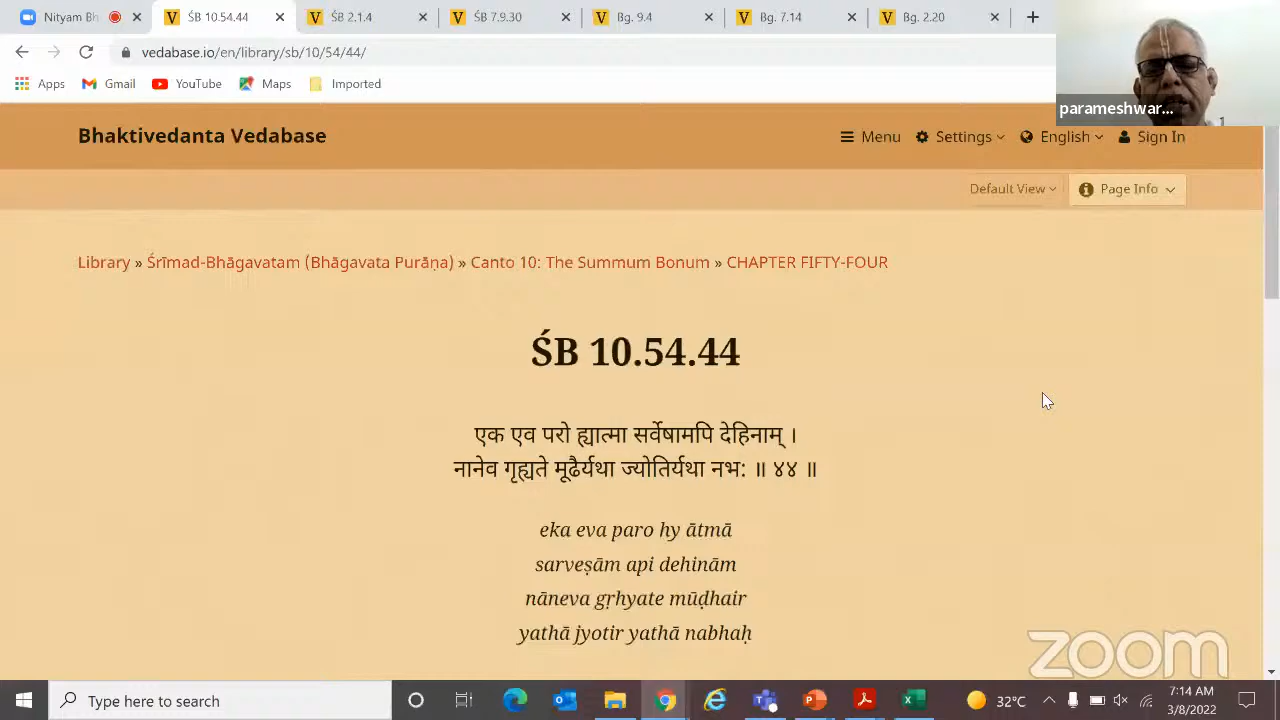 Nityam Bh
ŚB 10.54.44
ŚB 2.1.4
ŚB 7.9.30
Bg. 9.4
Bg. 7.14
Bg. 2.20
vedabase.io/en/library/sb/10/54/44/
Apps Gmail YouTube Maps Imported
parameshwar...
Bhaktivedanta Vedabase
Menu Settings English Sign In
Default View Page Info
Library » Śrīmad-Bhāgavatam (Bhāgavata Purāṇa) » Canto 10: The Summum Bonum » CHAPTER FIFTY-FOUR
ŚB 10.54.44
एक एव परो ह्यात्मा सर्वेषामपि देहिनाम् ।
नानेव गृह्यते मूढैर्यथा ज्योतिर्यथा नभ: ॥ ४४ ॥
eka eva paro hy ātmā
sarveṣām api dehinām
nāneva gṛhyate mūḍhair
yathā jyotir yathā nabhaḥ
zoom
Type here to search
32°C
7:14 AM
3/8/2022